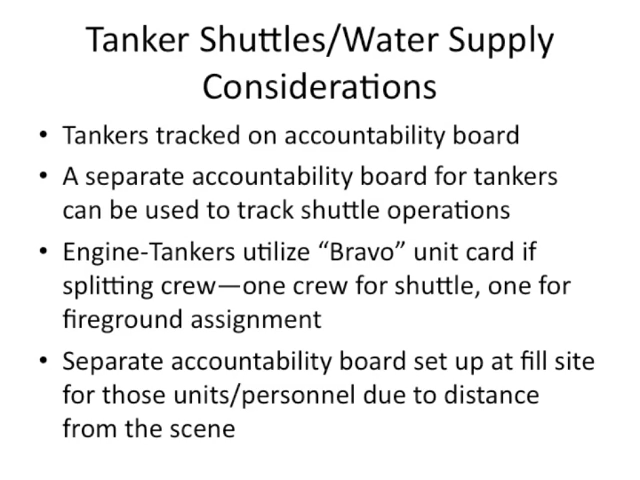 Tanker Shuttles/Water Supply
Considerations
• Tankers tracked on accountability board
• A separate accountability board for tankers
can be used to track shuttle operations
• Engine-Tankers utilize “Bravo” unit card if
splitting crew—one crew for shuttle, one for
fireground assignment
• Separate accountability board set up at fill site
for those units/personnel due to distance
from the scene